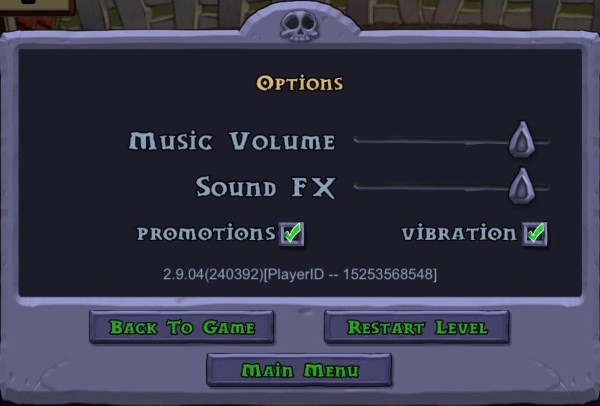 Options
Music Volume
Sound FX
Promotions Vibration
2.9.04(240392)[PlayerID -- 15253568548]
Back To Game Restart Level
Main Menu